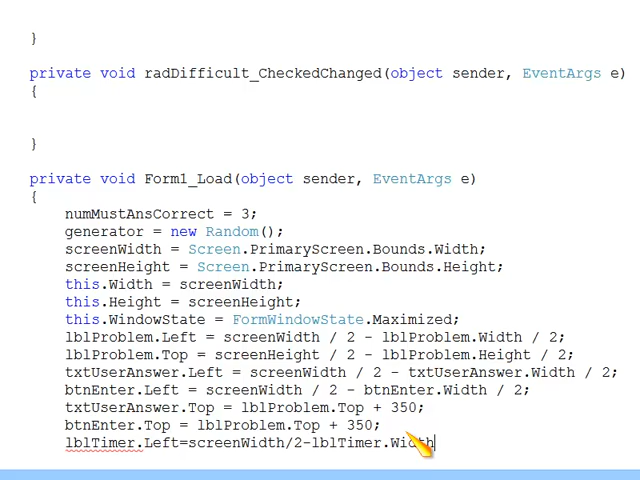 }
private void radDifficult_CheckedChanged(object sender, EventArgs e)
{
}
private void Form1_Load(object sender, EventArgs e)
{
numMustAnsCorrect = 3;
generator = new Random();
screenWidth = Screen.PrimaryScreen.Bounds.Width;
screenHeight = Screen.PrimaryScreen.Bounds.Height;
this.Width = screenWidth;
this.Height = screenHeight;
this.WindowState = FormWindowState.Maximized;
lblProblem.Left = screenWidth / 2 - lblProblem.Width / 2;
lblProblem.Top = screenHeight / 2 - lblProblem.Height / 2;
txtUserAnswer.Left = screenWidth / 2 - txtUserAnswer.Width / 2;
btnEnter.Left = screenWidth / 2 - btnEnter.Width / 2;
txtUserAnswer.Top = lblProblem.Top + 350;
btnEnter.Top = lblProblem.Top + 350;
lblTimer.Left=screenWidth/2-lblTimer.Width